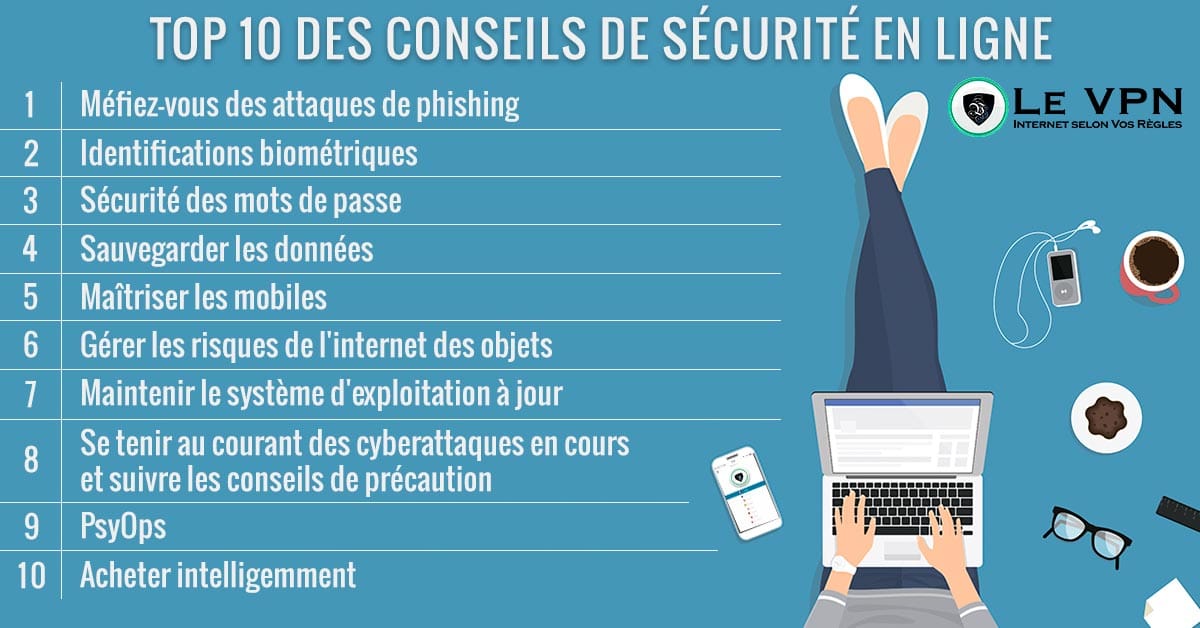 TOP 10 DES CONSEILS DE SÉCURITÉ EN LIGNE
LE VPN
INTERNET SELON VOS RÈGLES
1 Méfiez-vous des attaques de phishing
2 Identifications biométriques
3 Sécurité des mots de passe
4 Sauvegarder les données
5 Maîtriser les mobiles
6 Gérer les risques de l'internet des objets
7 Maintenir le système d'exploitation à jour
8 Se tenir au courant des cyberattaques en cours
et suivre les conseils de précaution
9 PsyOps
10 Acheter intelligemment